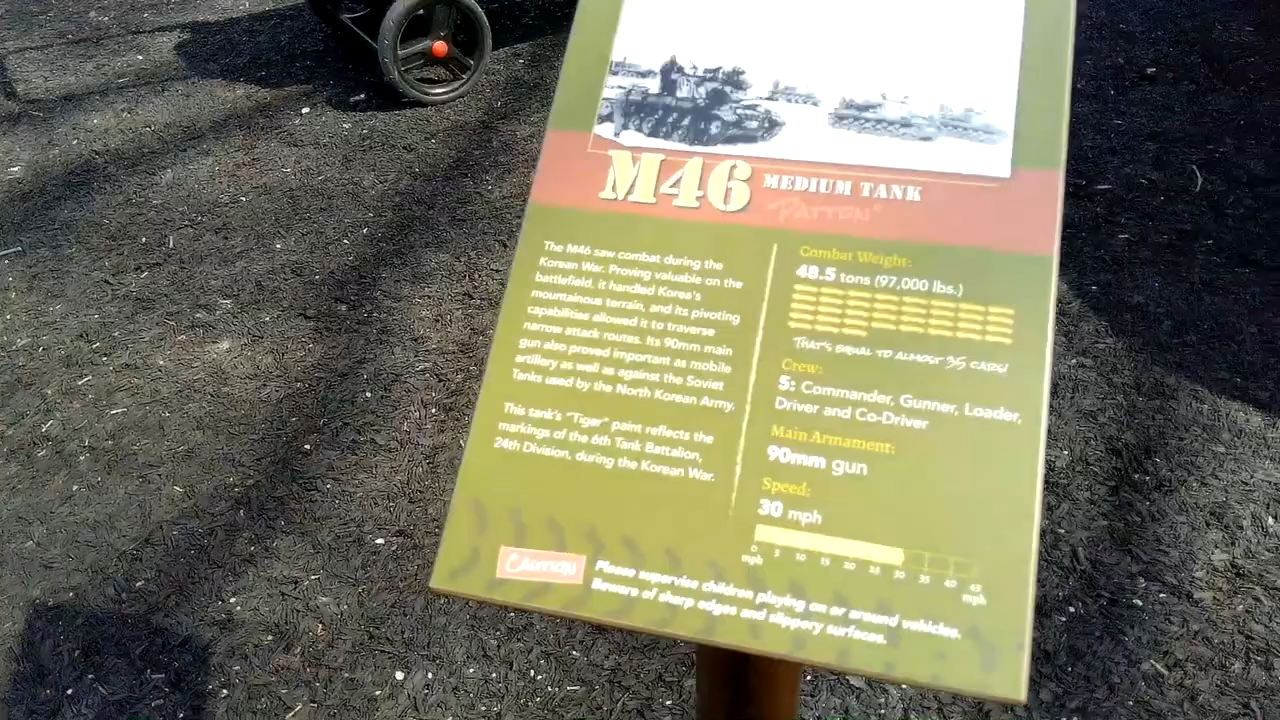 M46 MEDIUM TANK
"PATTON"
The M46 saw combat during the
Korean War. Proving valuable on the
battlefield, it handled Korea's
mountainous terrain, and its pivoting
capabilities allowed it to traverse
narrow attack routes. Its 90mm main
gun also proved important as mobile
artillery as well as against the Soviet
Tanks used by the North Korean Army.
This tank's "Tiger" paint reflects the
markings of the 6th Tank Battalion,
24th Division, during the Korean War.
Combat Weight:
48.5 tons (97,000 lbs.)
THAT'S EQUAL TO ALMOST 35 CARS!
Crew:
5: Commander, Gunner, Loader,
Driver and Co-Driver
Main Armament:
90mm gun
Speed:
30 mph
0 5 10 15 20 25 30 35 40 45
mph mph
CAUTION
Please supervise children playing on or around vehicles.
Beware of sharp edges and slippery surfaces.